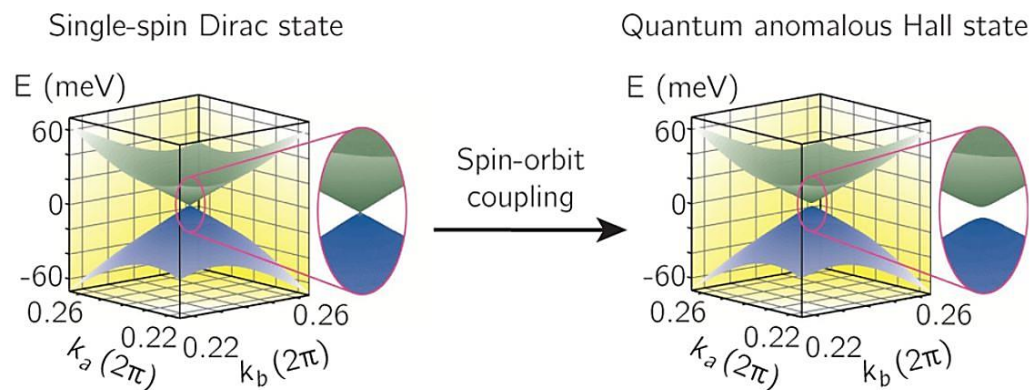 Single-spin Dirac state
E (meV)
60
0
-60
0.26
0.22
0.22
0.26
k_a (2π)
k_b (2π)
Spin-orbit
coupling
Quantum anomalous Hall state
E (meV)
60
0
-60
0.26
0.22
0.22
0.26
k_a (2π)
k_b (2π)